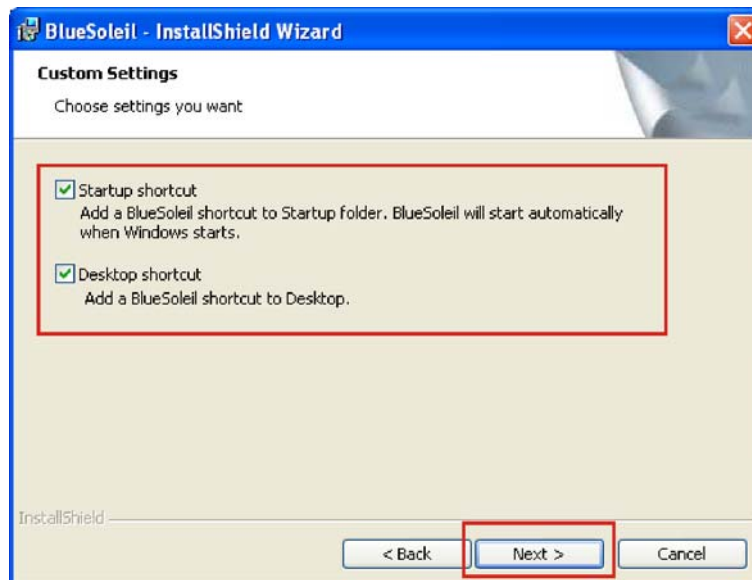 BlueSoleil - InstallShield Wizard
Custom Settings
Choose settings you want
Startup shortcut
Add a BlueSoleil shortcut to Startup folder. BlueSoleil will start automatically
when Windows starts.
Desktop shortcut
Add a BlueSoleil shortcut to Desktop.
InstallShield
< Back
Next >
Cancel